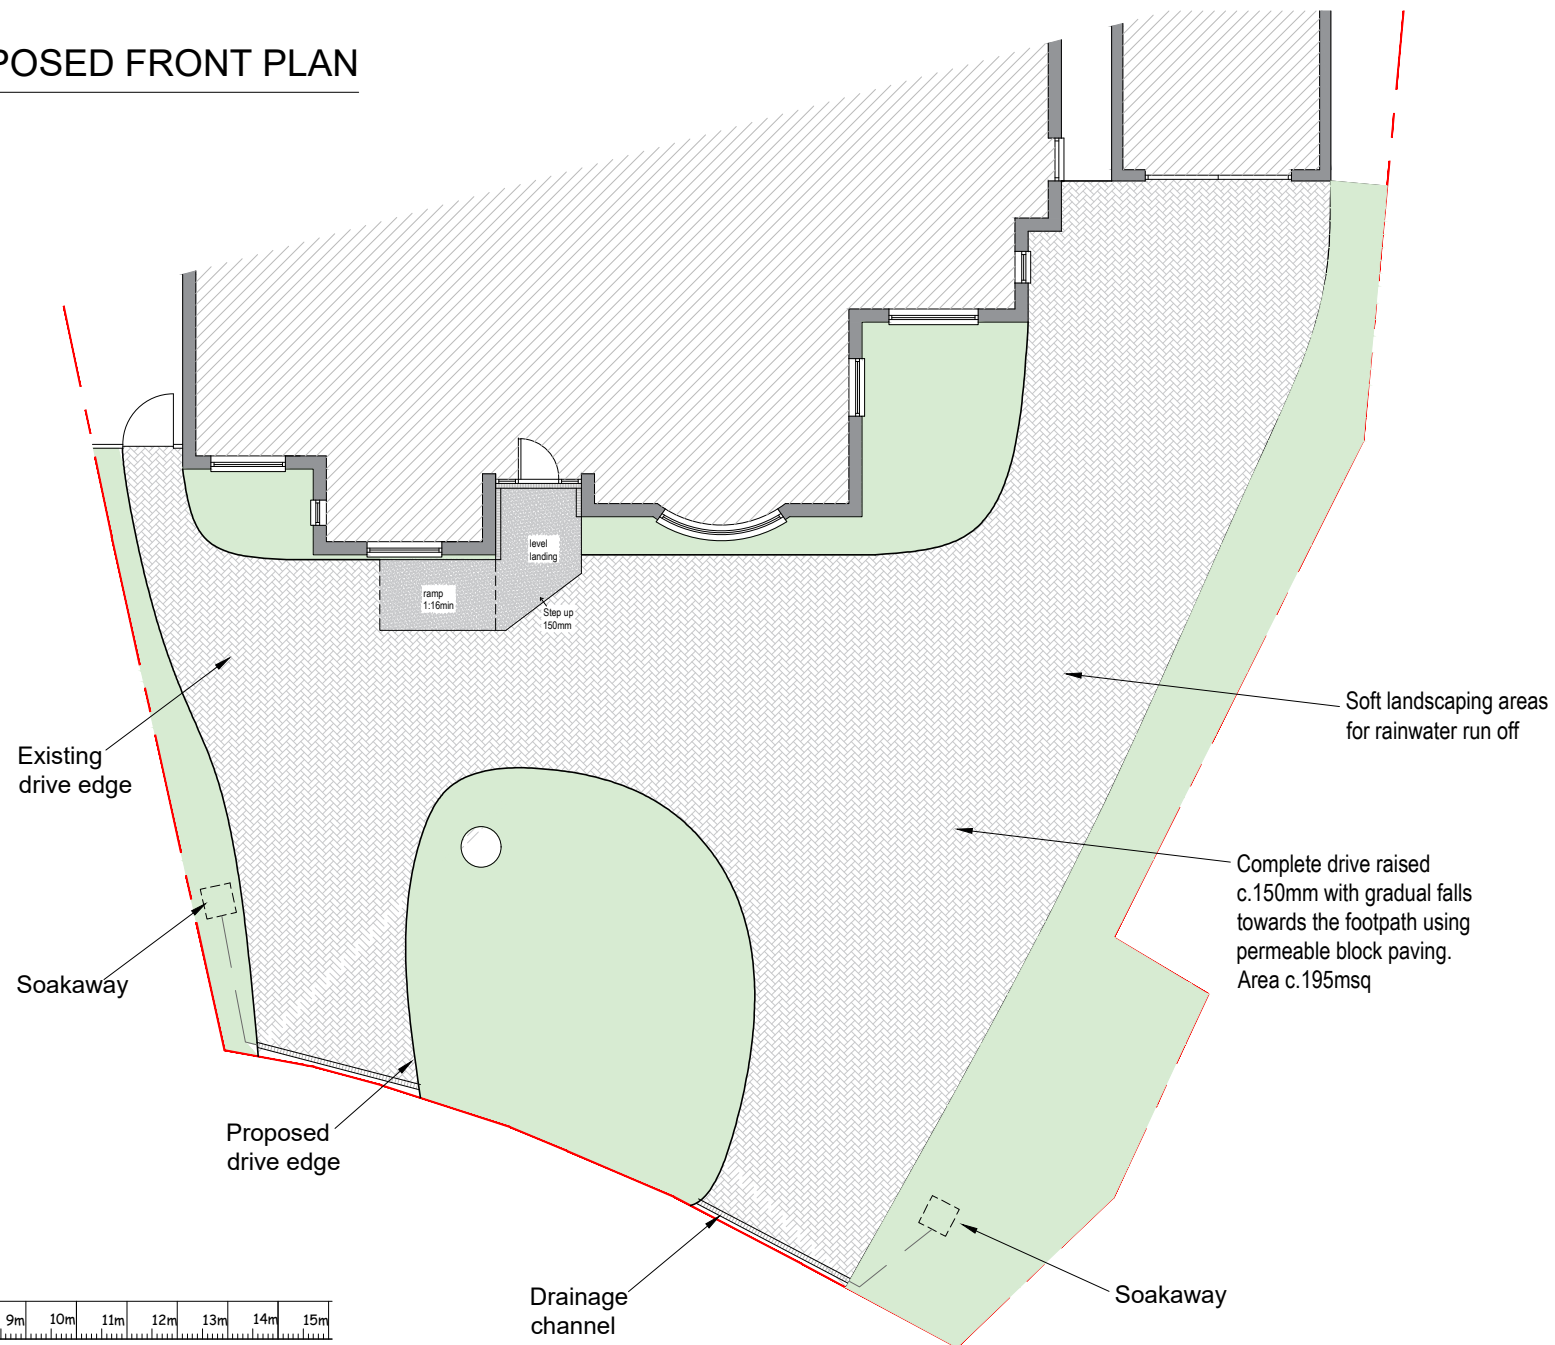 POSED FRONT PLAN
level
landing
ramp
1:16min
Step up
150mm
Existing
drive edge
Soft landscaping areas
for rainwater run off
Complete drive raised
c.150mm with gradual falls
towards the footpath using
permeable block paving.
Area c.195msq
Soakaway
Proposed
drive edge
Drainage
channel
Soakaway
9m 10m 11m 12m 13m 14m 15m